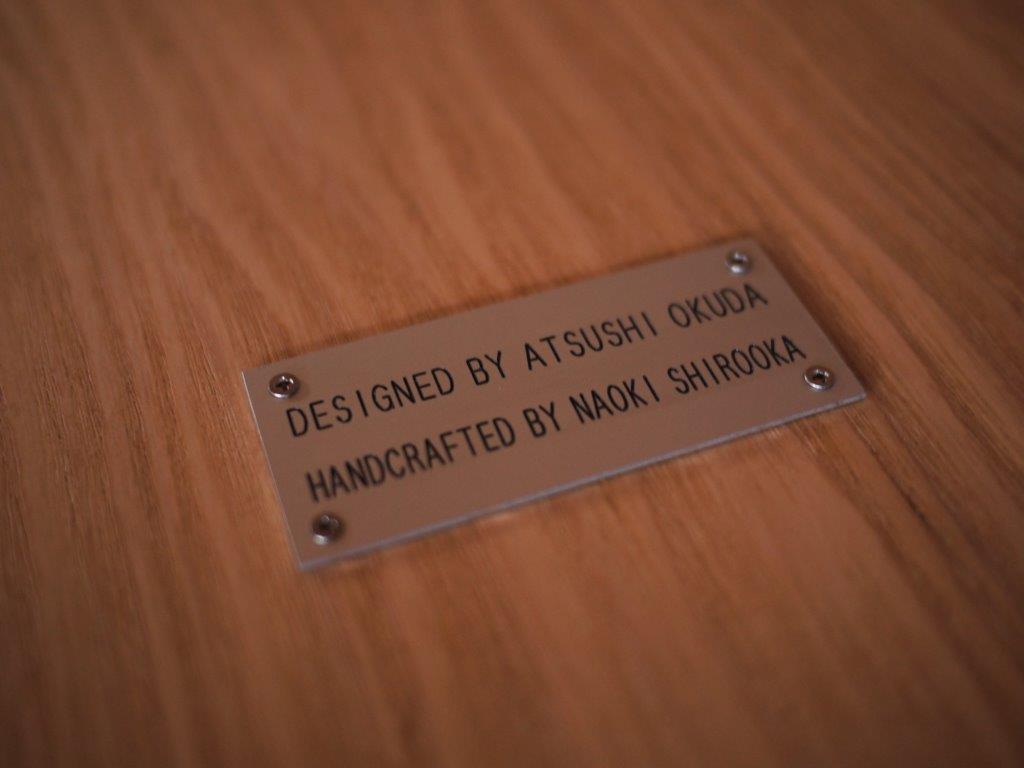 DESIGNED BY ATSUSHI OKUDA
HANDCRAFTED BY NAOKI SHIROOKA